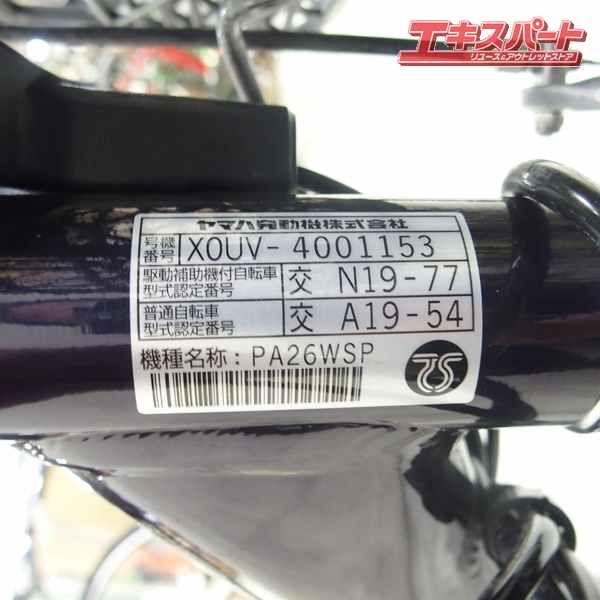 エキスパート
リユース&アウトレットストア
ヤマハ発動機株式会社
号機番号 XOUV-4001153
駆動補助機付自転車
型式認定番号 交 N19-77
普通自転車
型式認定番号 交 A19-54
機種名称:PA26WSP